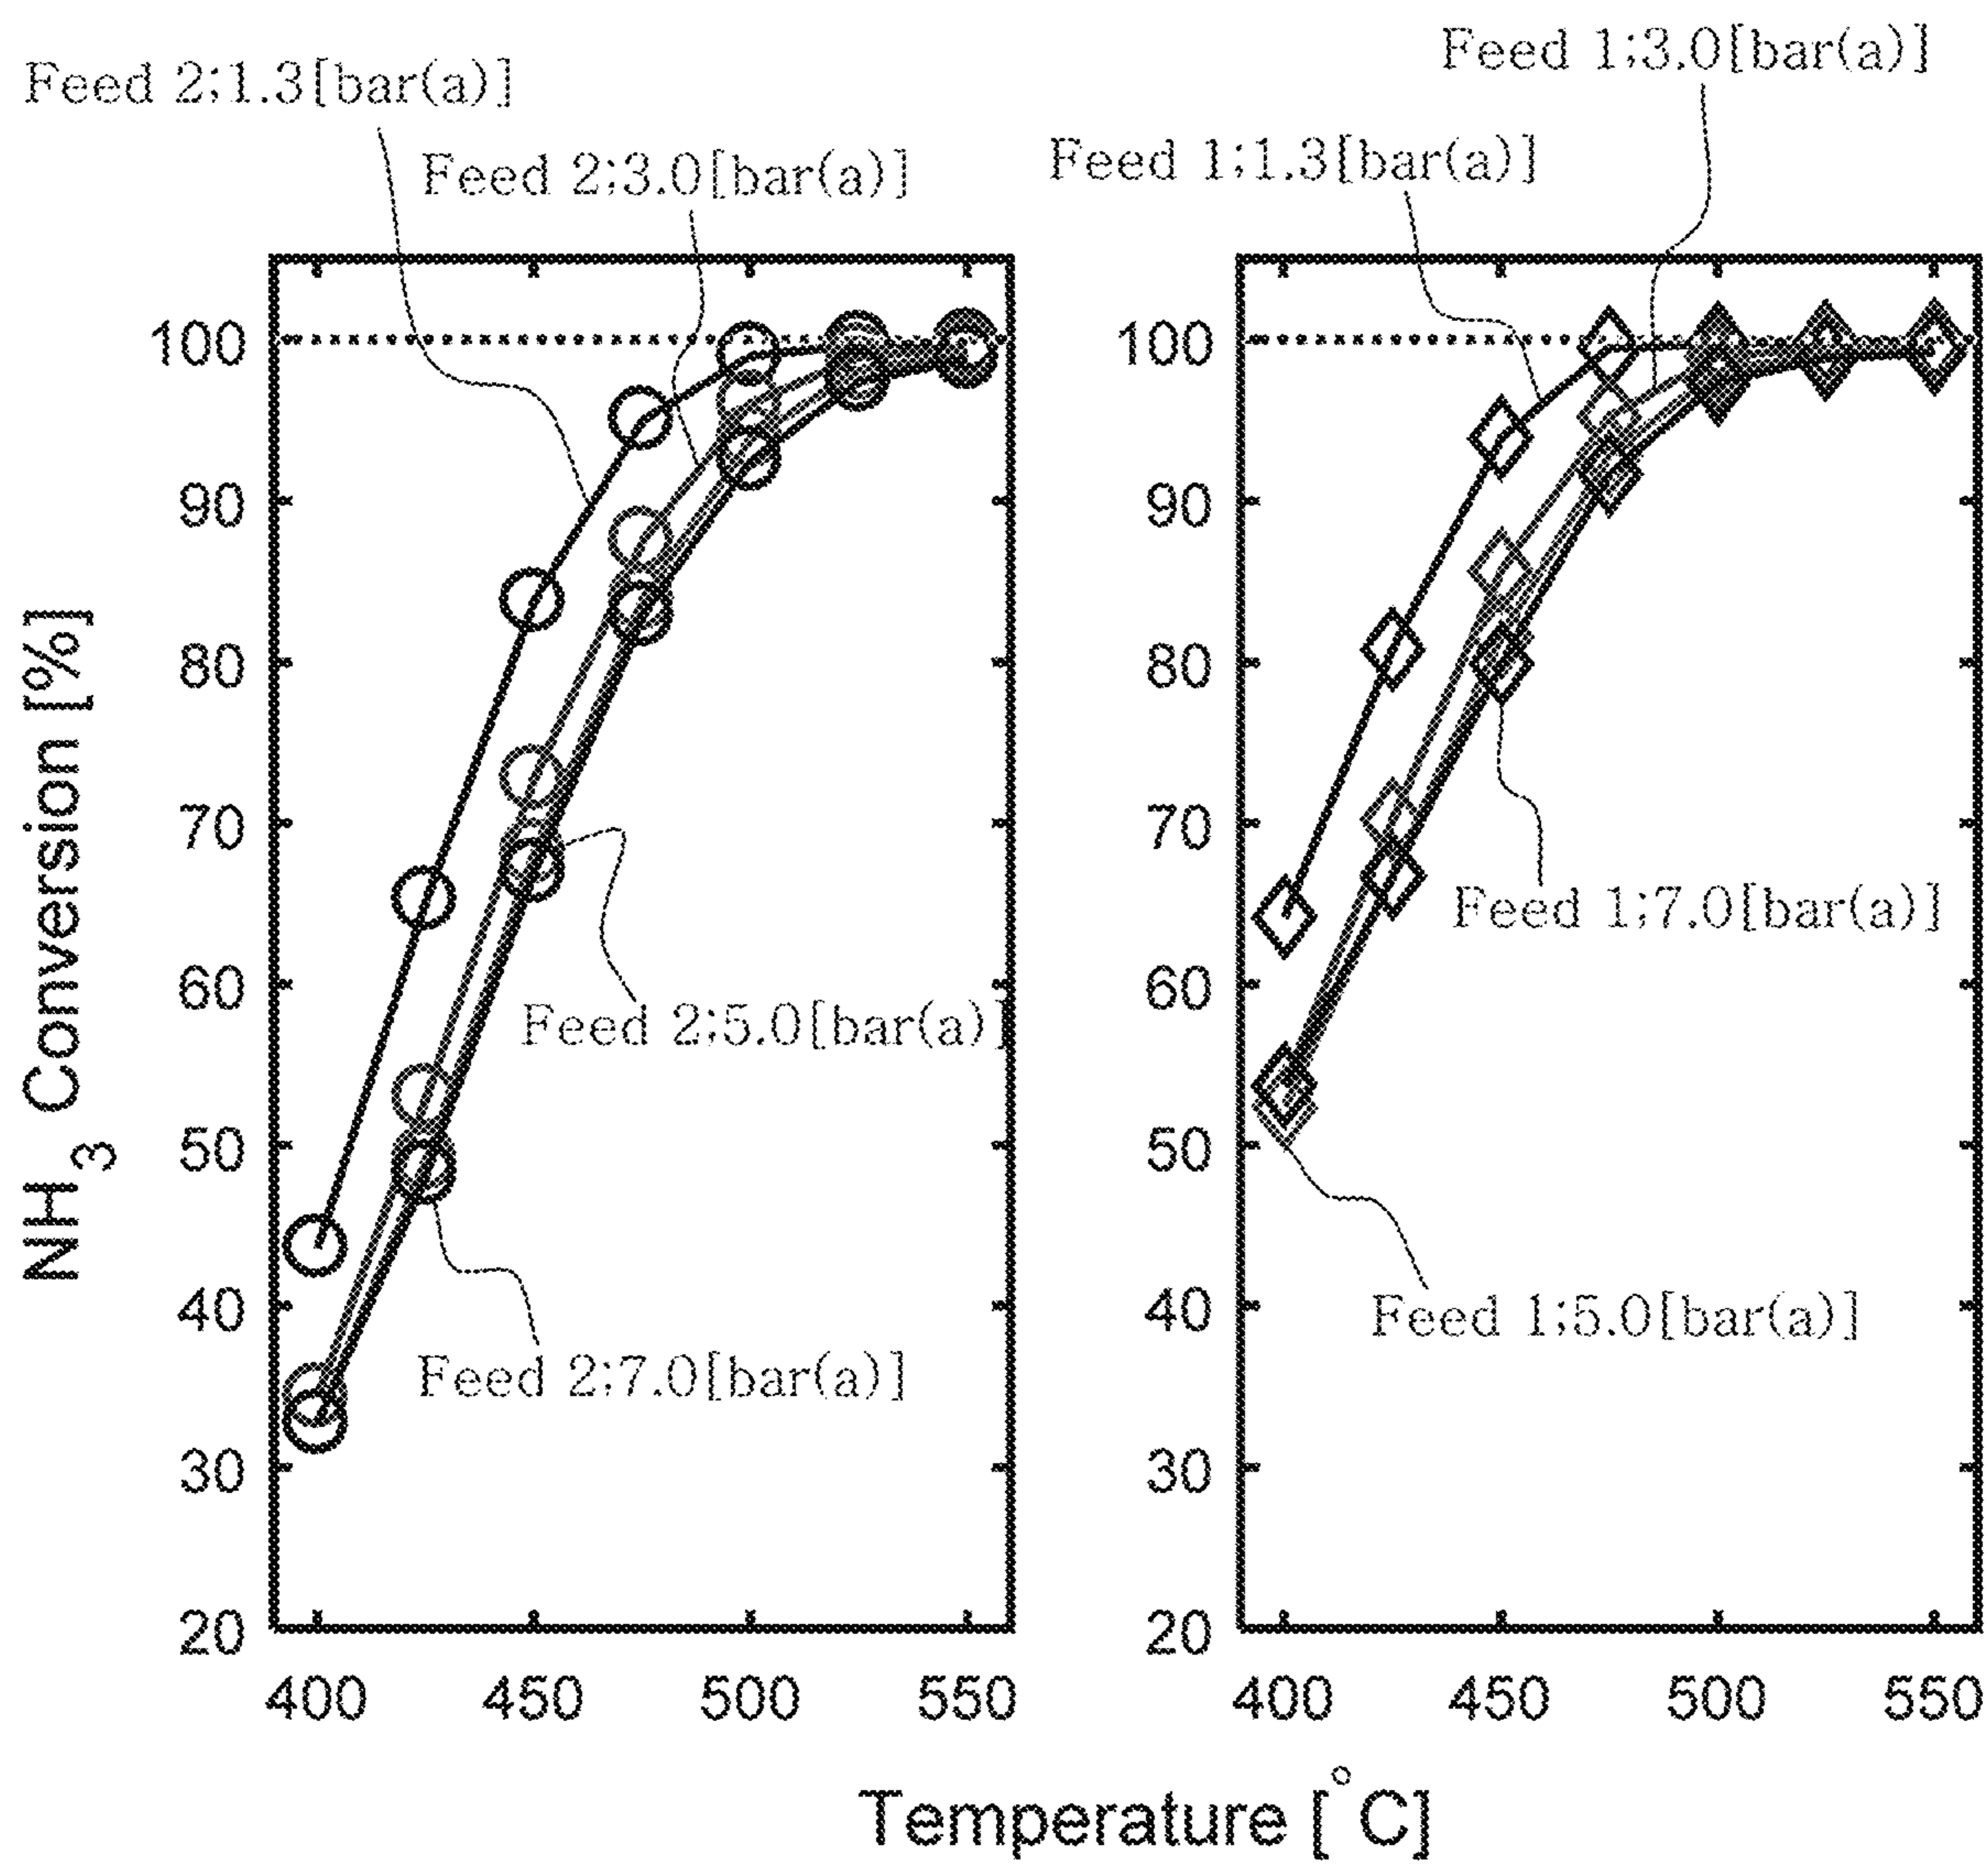 Feed 1;3.0[bar(a)]
Feed 2;1.3[bar(a)]
Feed 1;1.3[bar(a)]
Feed 2;3.0[bar(a)]
100
90
80
70
60
50
40
30
20
400 450 500 550
NH3 Conversion [%]
Feed 2;5.0[bar(a)]
Feed 2;7.0[bar(a)]
100
90
80
70
60
50
40
30
20
400 450 500 550
Feed 1;7.0[bar(a)]
Feed 1;5.0[bar(a)]
Temperature [°C]